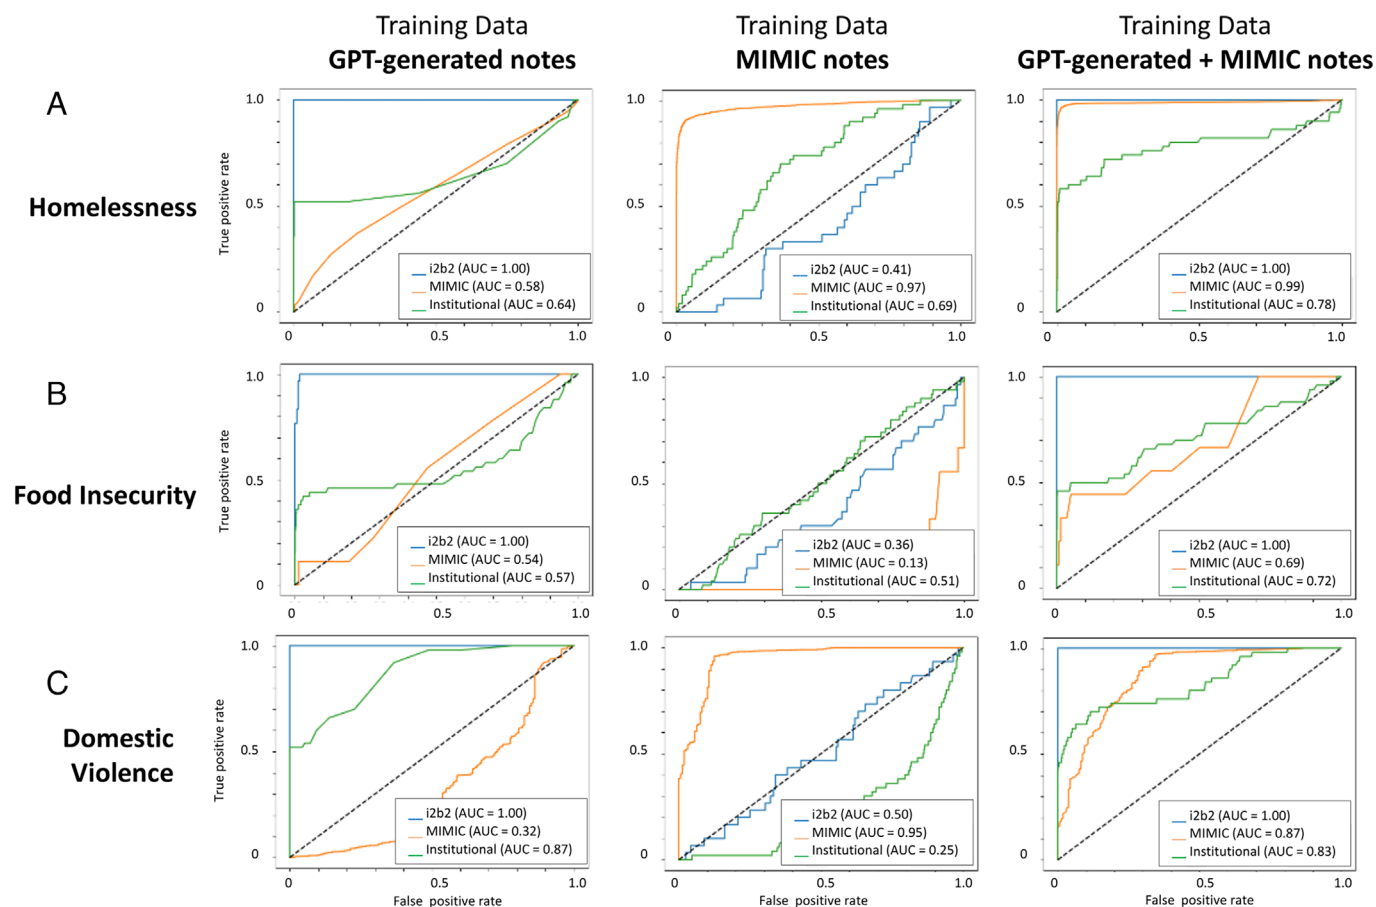 Training Data
GPT-generated notes
Training Data
MIMIC notes
Training Data
GPT-generated + MIMIC notes
A
Homelessness
True positive rate
1.0
0.5
0
i2b2 (AUC = 1.00)
MIMIC (AUC = 0.58)
Institutional (AUC = 0.64)
0
0.5
1.0
1.0
0.5
0
i2b2 (AUC = 0.41)
MIMIC (AUC = 0.97)
Institutional (AUC = 0.69)
0
0.5
1.0
1.0
0.5
0
i2b2 (AUC = 1.00)
MIMIC (AUC = 0.99)
Institutional (AUC = 0.78)
0
0.5
1.0
B
Food Insecurity
True positive rate
1.0
0.5
0
i2b2 (AUC = 1.00)
MIMIC (AUC = 0.54)
Institutional (AUC = 0.57)
0
0.5
1.0
1.0
0.5
0
i2b2 (AUC = 0.36)
MIMIC (AUC = 0.13)
Institutional (AUC = 0.51)
0
0.5
1.0
1.0
0.5
0
i2b2 (AUC = 1.00)
MIMIC (AUC = 0.69)
Institutional (AUC = 0.72)
0
0.5
1.0
C
Domestic
Violence
True positive rate
1.0
0.5
0
i2b2 (AUC = 1.00)
MIMIC (AUC = 0.32)
Institutional (AUC = 0.87)
0
0.5
1.0
False positive rate
1.0
0.5
0
i2b2 (AUC = 0.50)
MIMIC (AUC = 0.95)
Institutional (AUC = 0.25)
0
0.5
1.0
False positive rate
1.0
0.5
0
i2b2 (AUC = 1.00)
MIMIC (AUC = 0.87)
Institutional (AUC = 0.83)
0
0.5
1.0
False positive rate